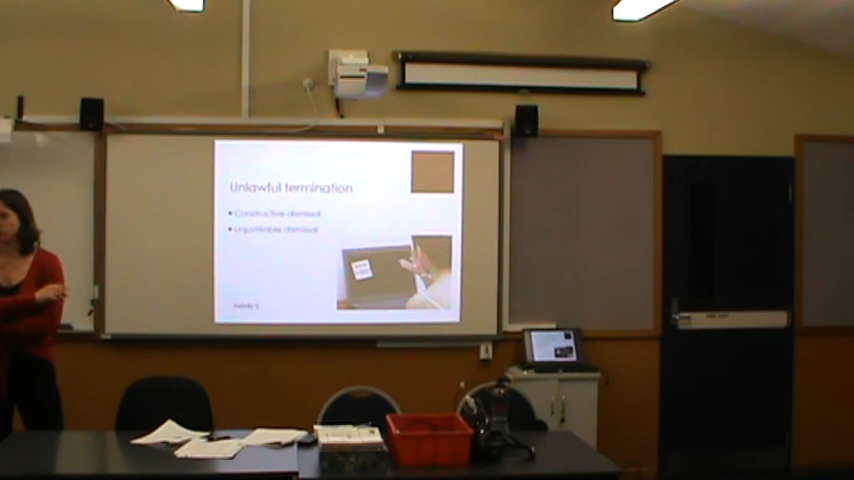 Unlawful termination
• Constructive dismissal
• Unjustifiable dismissal